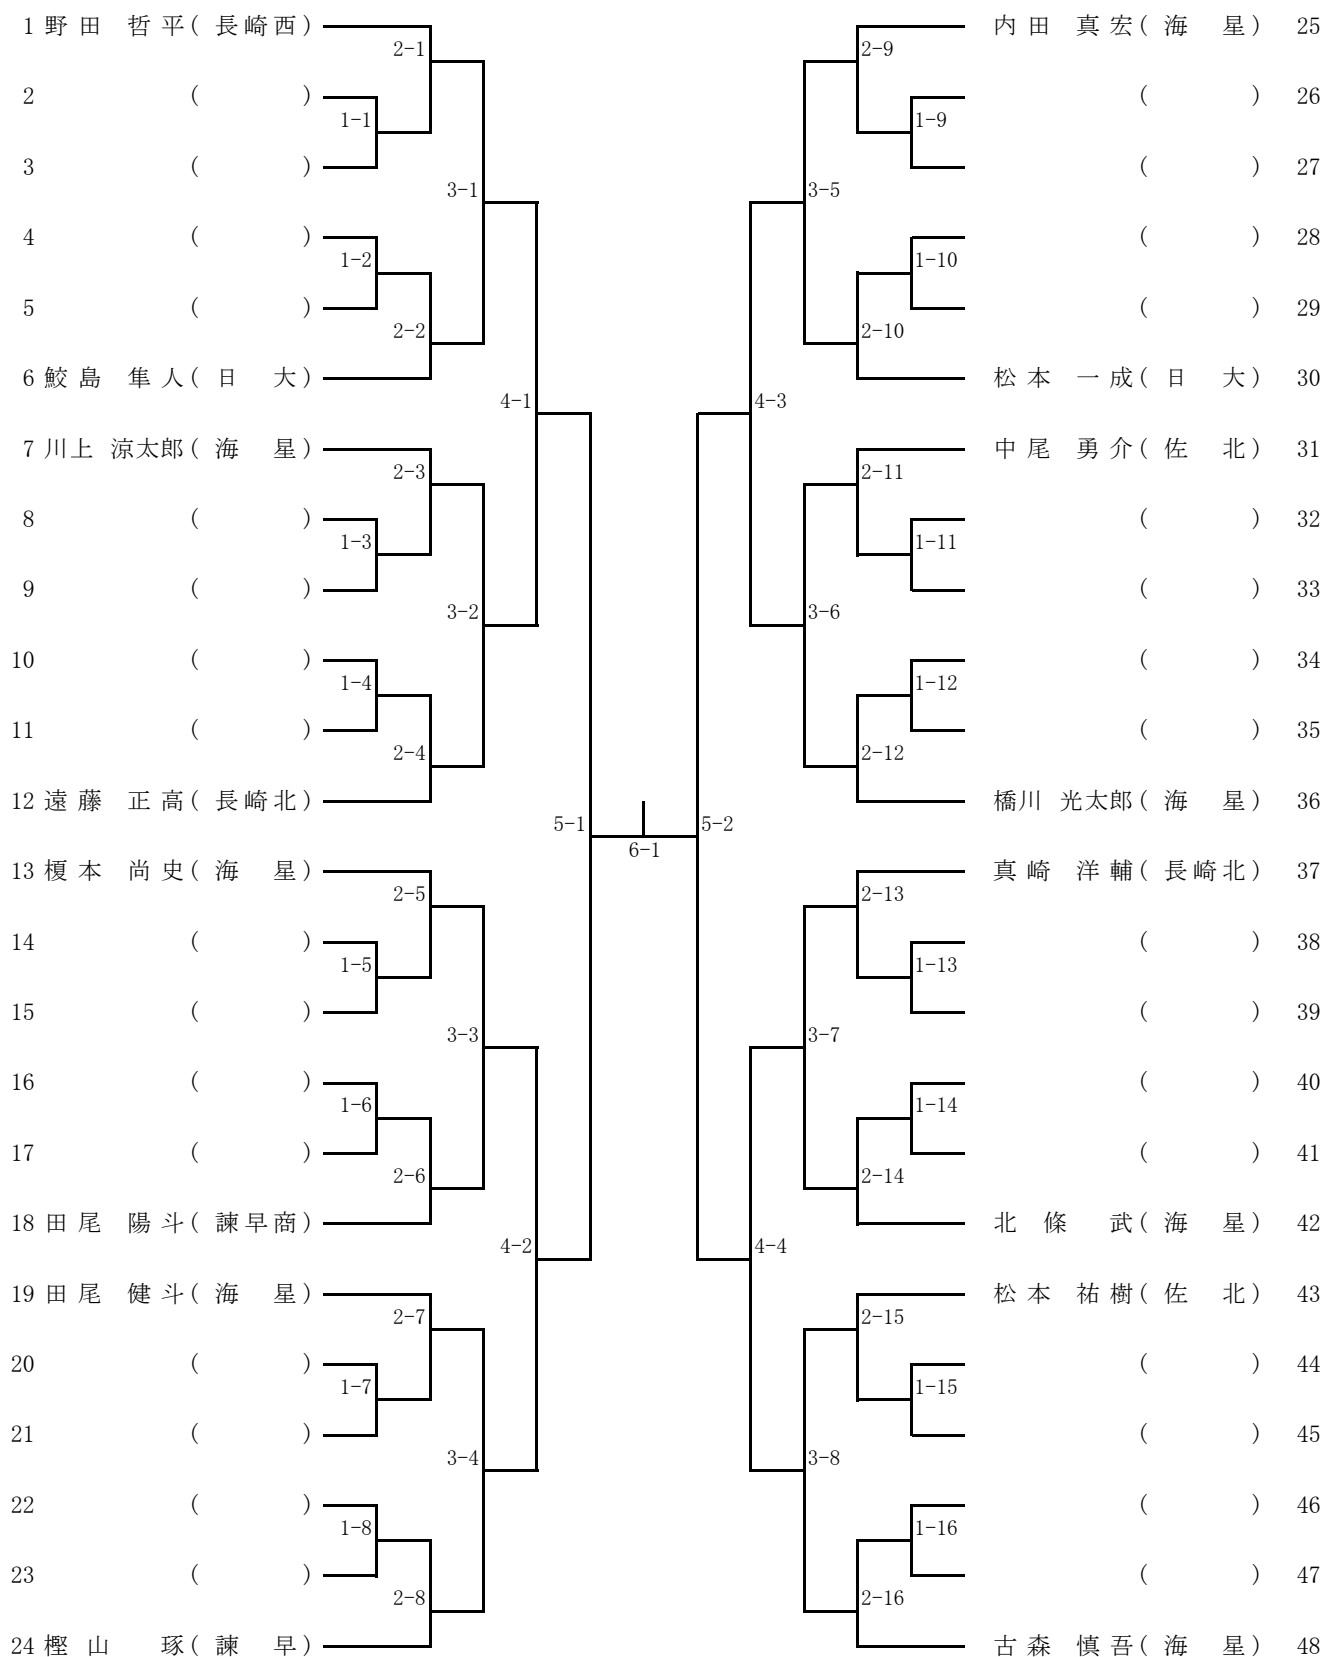 1 野田 哲平(長崎西)
2-1
2 ( )
1-1
3 ( )
3-1
4 ( )
1-2
5 ( )
2-2
6 鮫島 隼人(日 大)
4-1
7 川上 涼太郎(海 星)
2-3
8 ( )
1-3
9 ( )
3-2
10 ( )
1-4
11 ( )
2-4
12 遠藤 正高(長崎北)
5-1
13 榎本 尚史(海 星)
2-5
14 ( )
1-5
15 ( )
3-3
16 ( )
1-6
17 ( )
2-6
18 田尾 陽斗(諫早商)
4-2
19 田尾 健斗(海 星)
2-7
20 ( )
1-7
21 ( )
3-4
22 ( )
1-8
23 ( )
2-8
24 樫山 琢(諫 早)
6-1
内田 真宏(海 星) 25
2-9
( ) 26
1-9
( ) 27
3-5
( ) 28
1-10
( ) 29
2-10
松本 一成(日 大) 30
4-3
中尾 勇介(佐 北) 31
2-11
( ) 32
1-11
( ) 33
3-6
( ) 34
1-12
( ) 35
2-12
橋川 光太郎(海 星) 36
5-2
真崎 洋輔(長崎北) 37
2-13
( ) 38
1-13
( ) 39
3-7
( ) 40
1-14
( ) 41
2-14
北條 武(海 星) 42
4-4
松本 祐樹(佐 北) 43
2-15
( ) 44
1-15
( ) 45
3-8
( ) 46
1-16
( ) 47
2-16
古森 慎吾(海 星) 48